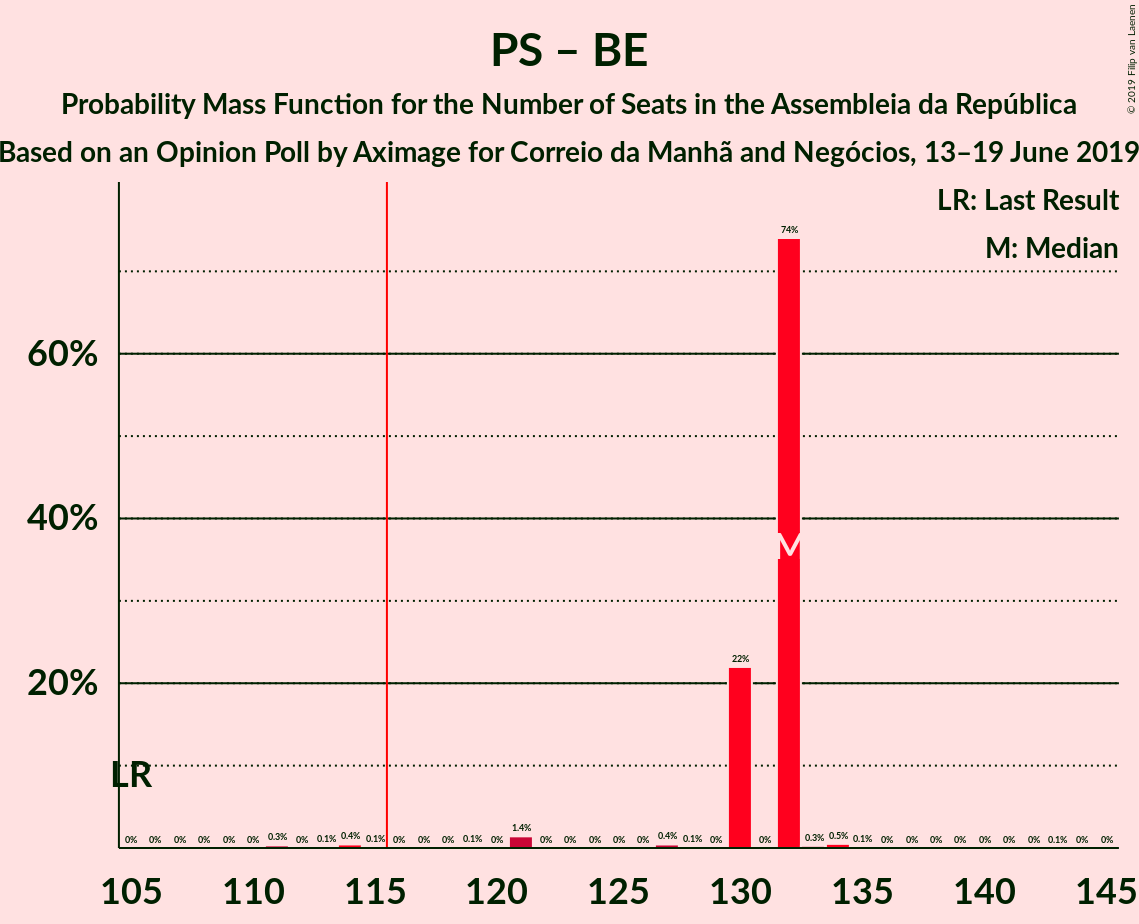 PS – BE
Probability Mass Function for the Number of Seats in the Assembleia da República
Based on an Opinion Poll by Aximage for Correio da Manhã and Negócios, 13–19 June 2019
© 2019 Filip van Laenen
LR: Last Result
M: Median
74%
60%
40%
M
22%
20%
LR
0% 0% 0% 0% 0% 0% 0.3% 0% 0.1% 0.4% 0.1% 0% 0% 0% 0.1% 0% 1.4% 0% 0% 0% 0% 0% 0.4% 0.1% 0% 0% 0.3% 0.5% 0.1% 0% 0% 0% 0% 0% 0% 0% 0.1% 0% 0%
105 110 115 120 125 130 135 140 145